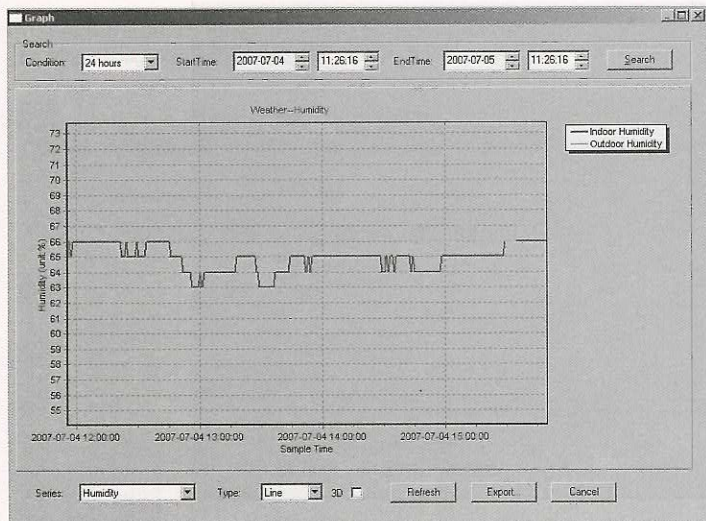 Graph
Search
Condition: 24 hours StartTime: 2007-07-04 11:26:16 EndTime: 2007-07-05 11:26:16 Search
Weather--Humidity
Indoor Humidity
Outdoor Humidity
Humidity (unit:%)
73
72
71
70
69
68
67
66
65
64
63
62
61
60
59
58
57
56
55
2007-07-04 12:00:00 2007-07-04 13:00:00 2007-07-04 14:00:00 2007-07-04 15:00:00
Sample Time
Series: Humidity Type: Line 3D Refresh Export... Cancel